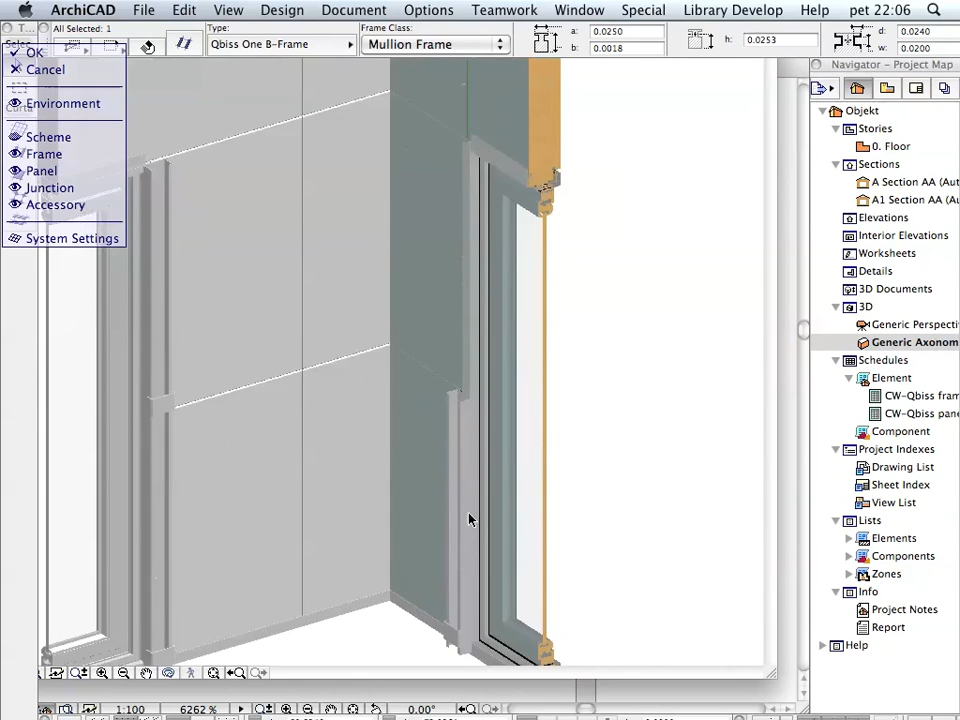 ArchiCAD File Edit View Design Document Options Teamwork Window Special Library Develop Help pet 22:06
T...
All Selected: 1
Type:
Qbiss One B-Frame
Frame Class:
Mullion Frame
a: 0.0250
b: 0.0018
h: 0.0253
d: 0.0240
w: 0.0200
OK
Cancel
Environment
Scheme
Frame
Panel
Junction
Accessory
System Settings
Navigator - Project Map
Objekt
Stories
0. Floor
Sections
A Section AA (Aut
A1 Section AA (Au
Elevations
Interior Elevations
Worksheets
Details
3D Documents
3D
Generic Perspecti
Generic Axonom
Schedules
Element
CW-Qbiss fram
CW-Qbiss pane
Component
Project Indexes
Drawing List
Sheet Index
View List
Lists
Elements
Components
Zones
Info
Project Notes
Report
Help
1:100 6262 % 0.00°